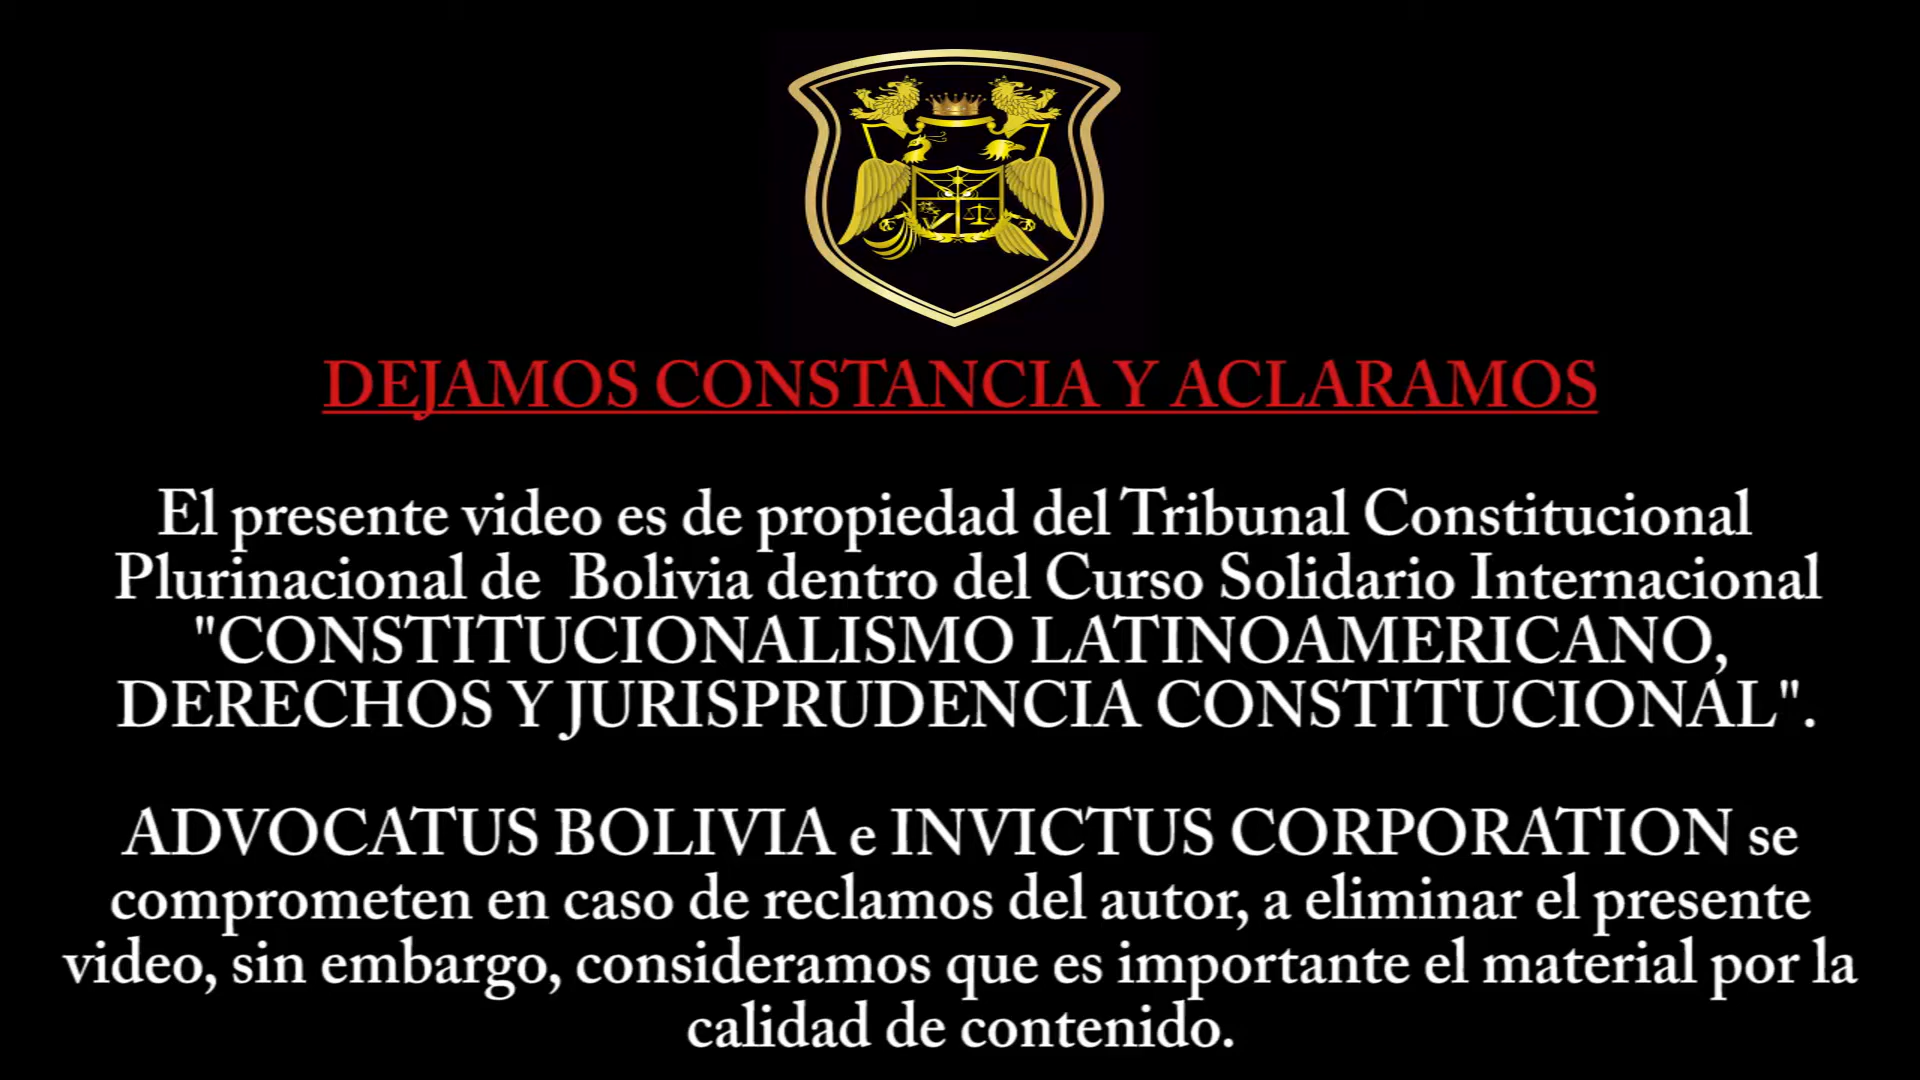 DEJAMOS CONSTANCIA Y ACLARAMOS
El presente video es de propiedad del Tribunal Constitucional
Plurinacional de Bolivia dentro del Curso Solidario Internacional
"CONSTITUCIONALISMO LATINOAMERICANO,
DERECHOS Y JURISPRUDENCIA CONSTITUCIONAL".
ADVOCATUS BOLIVIA e INVICTUS CORPORATION se
comprometen en caso de reclamos del autor, a eliminar el presente
video, sin embargo, consideramos que es importante el material por la
calidad de contenido.